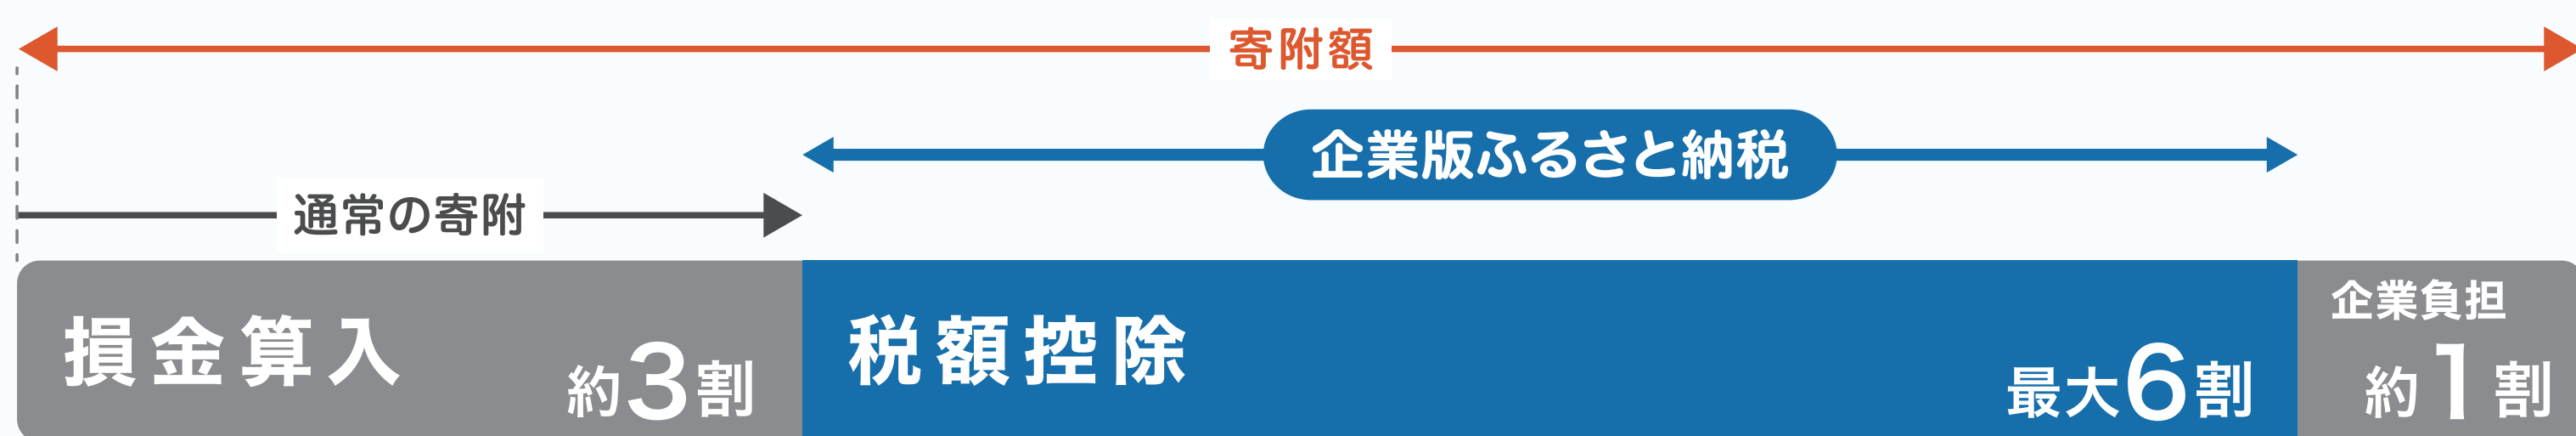 寄附額
企業版ふるさと納税
通常の寄附
損金算入
約3割
税額控除
最大6割
企業負担
約1割